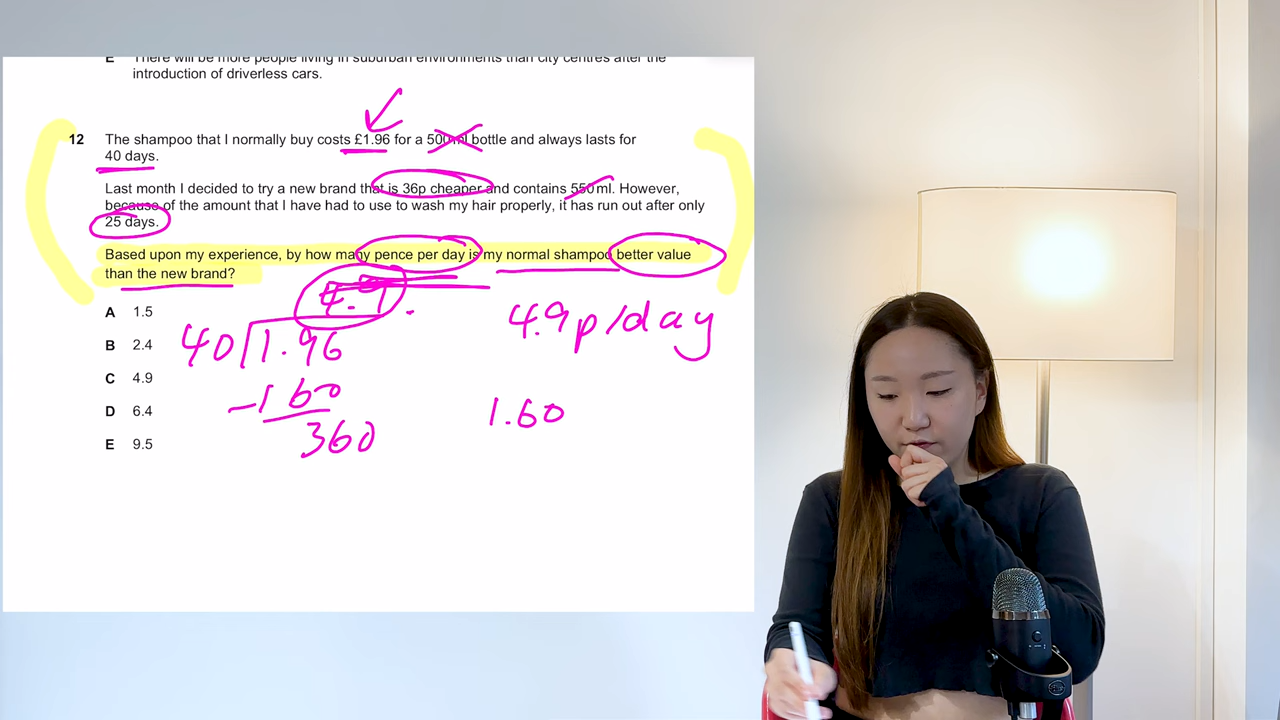 E There will be more people living in suburban environments than city centres after the
introduction of driverless cars.
12 The shampoo that I normally buy costs £1.96 for a 500 ml bottle and always lasts for
40 days.
Last month I decided to try a new brand that is 36p cheaper and contains 550 ml. However,
because of the amount that I have had to use to wash my hair properly, it has run out after only
25 days.
Based upon my experience, by how many pence per day is my normal shampoo better value
than the new brand?
4.9
A 1.5
4.9p/day
B 2.4
40 1.96
C 4.9
-160
D 6.4
1.60
E 9.5
360